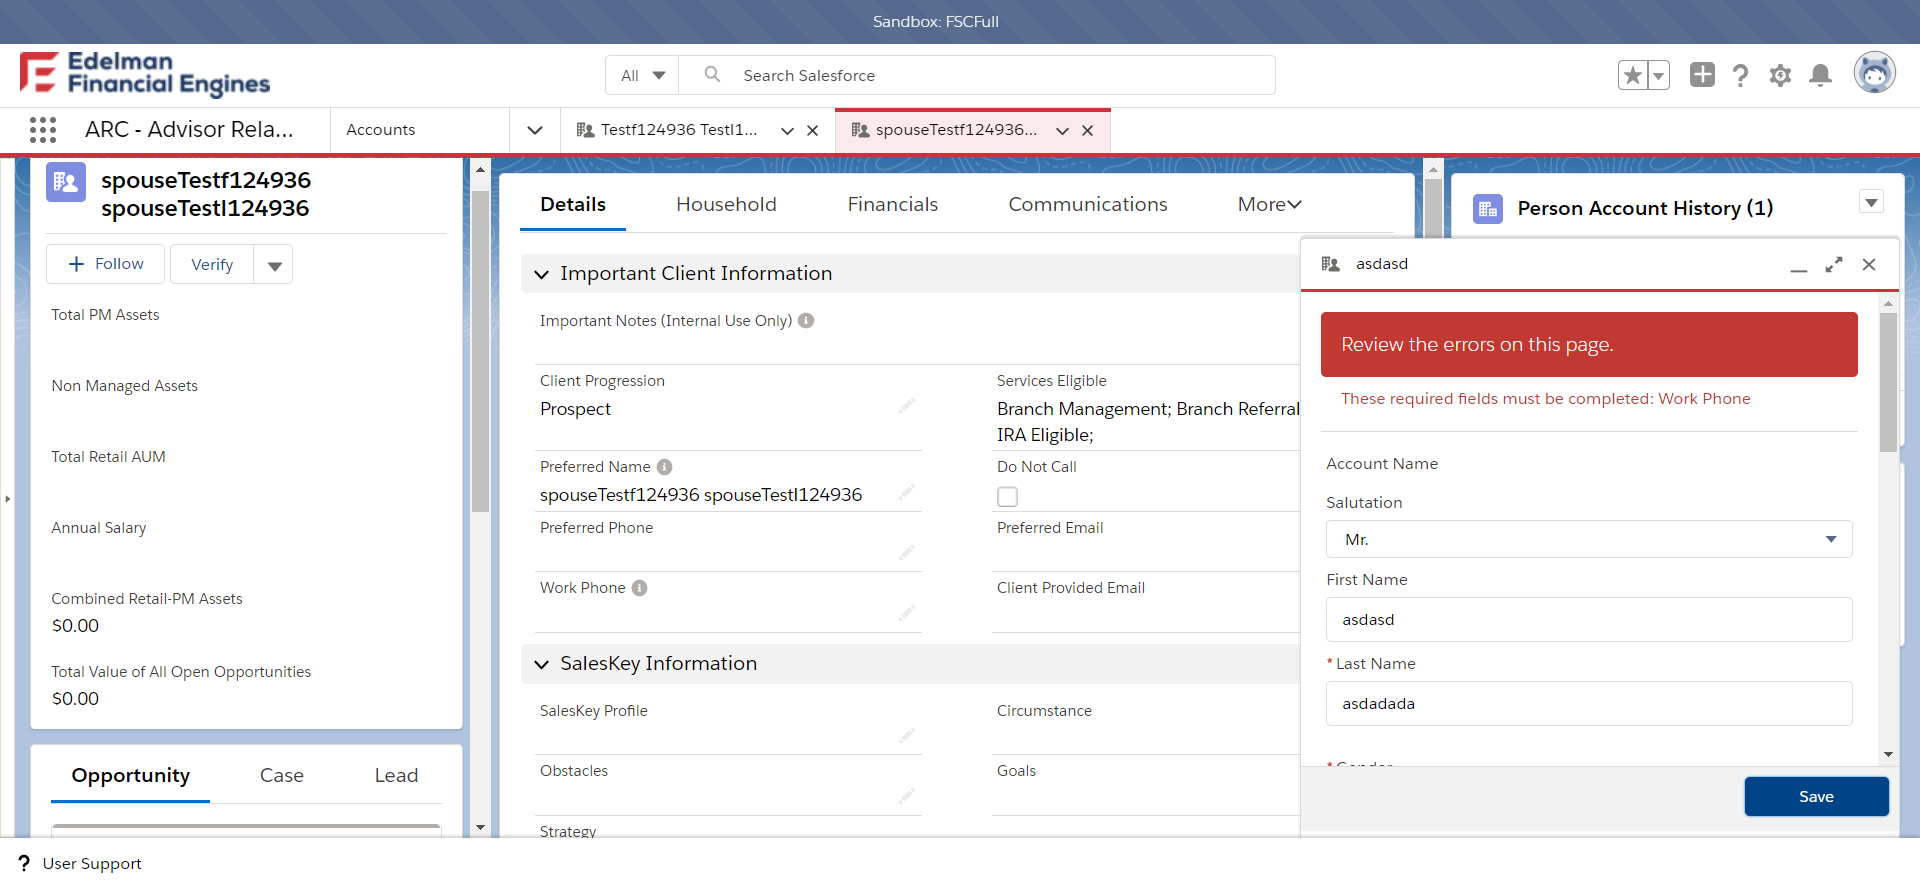 Sandbox: FSCFull
Edelman
Financial Engines
All
Search Salesforce
ARC - Advisor Rela...
Accounts
Testf124936 Testl1...
spouseTestf124936...
spouseTestf124936
spouseTestl124936
Follow
Verify
Total PM Assets
Non Managed Assets
Total Retail AUM
Annual Salary
Combined Retail-PM Assets
$0.00
Total Value of All Open Opportunities
$0.00
Opportunity
Case
Lead
Details
Household
Financials
Communications
More
Important Client Information
Important Notes (Internal Use Only)
Client Progression
Prospect
Services Eligible
Branch Management; Branch Referral
IRA Eligible;
Preferred Name
spouseTestf124936 spouseTestl124936
Do Not Call
Preferred Phone
Preferred Email
Work Phone
Client Provided Email
SalesKey Information
SalesKey Profile
Circumstance
Obstacles
Goals
Strategy
Person Account History (1)
asdasd
Review the errors on this page.
These required fields must be completed: Work Phone
Account Name
Salutation
Mr.
First Name
asdasd
* Last Name
asdadada
* Gender
Save
? User Support